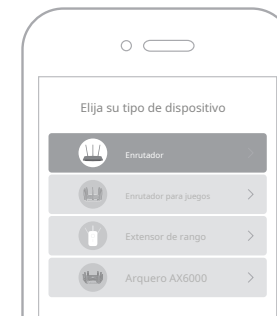 Elija su tipo de dispositivo
Enrutador
Enrutador para juegos
Extensor de rango
Arquero AX6000